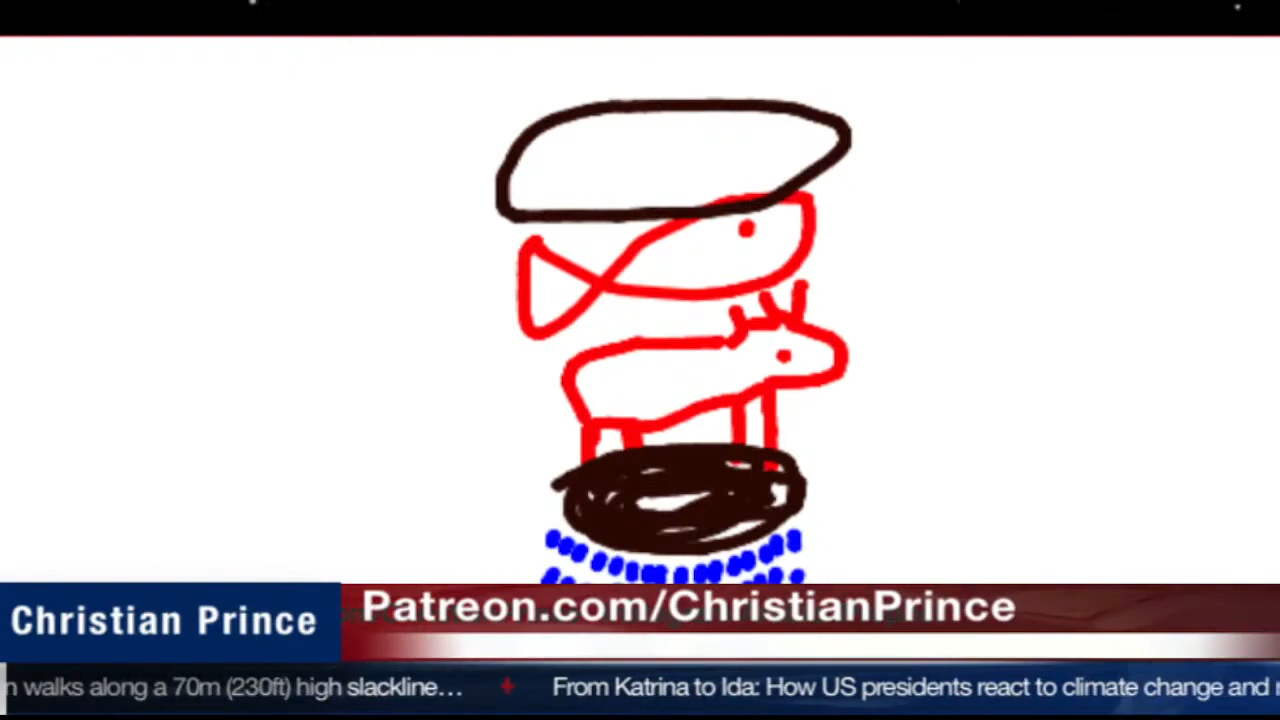 Patreon.com/ChristianPrince
Christian Prince
n walks along a 70m (230ft) high slackline… From Katrina to Ida: How US presidents react to climate change and